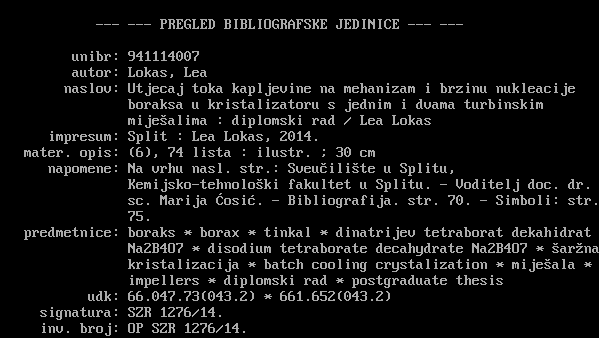 --- --- PREGLED BIBLIOGRAFSKE JEDINICE --- ---
unibr: 941114007
autor: Lokas, Lea
naslov: Utjecaj toka kapljevine na mehanizam i brzinu nukleacije
boraksa u kristalizatoru s jednim i dvama turbinskim
miješalima : diplomski rad / Lea Lokas
impresum: Split : Lea Lokas, 2014.
mater. opis: (6), 74 lista : ilustr. ; 30 cm
napomene: Na vrhu nasl. str.: Sveučilište u Splitu,
Kemijsko-tehnološki fakultet u Splitu. - Voditelj doc. dr.
sc. Marija Ćosić. - Bibliografija. str. 70. - Simboli: str.
75.
predmetnice: boraks * borax * tinkal * dinatrijev tetraborat dekahidrat
Na2B4O7 * disodium tetraborate decahydrate Na2B4O7 * šaržna
kristalizacija * batch cooling crystalization * miješala *
impellers * diplomski rad * postgraduate thesis
udk: 66.047.73(043.2) * 661.652(043.2)
signatura: SZR 1276/14.
inv. broj: OP SZR 1276/14.